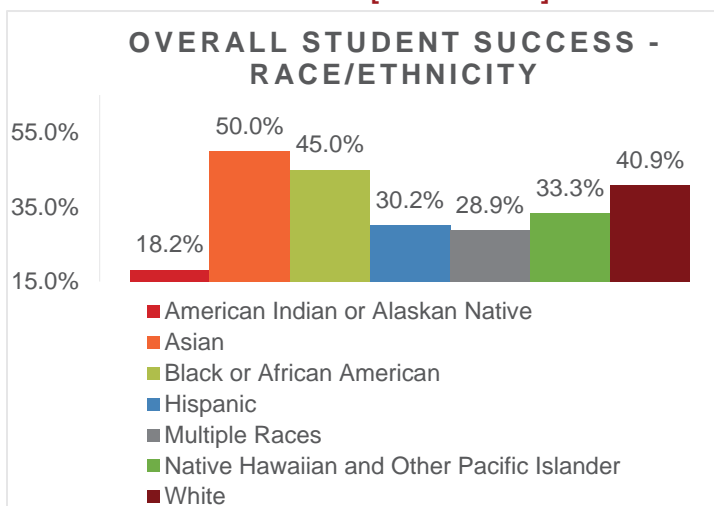 OVERALL STUDENT SUCCESS -
RACE/ETHNICITY
55.0%
35.0%
15.0%
18.2%
50.0%
45.0%
30.2%
28.9%
33.3%
40.9%
American Indian or Alaskan Native
Asian
Black or African American
Hispanic
Multiple Races
Native Hawaiian and Other Pacific Islander
White